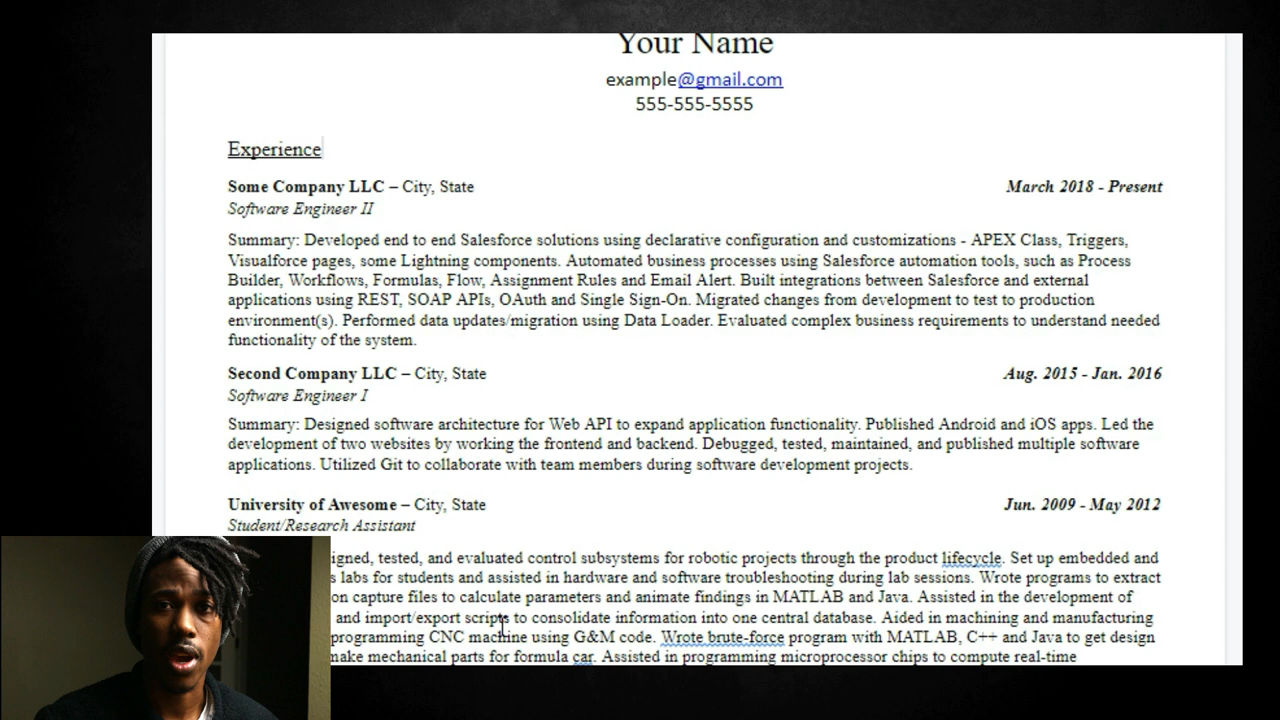 Your Name
example@gmail.com
555-555-5555
Experience
Some Company LLC – City, State March 2018 - Present
Software Engineer II
Summary: Developed end to end Salesforce solutions using declarative configuration and customizations - APEX Class, Triggers,
Visualforce pages, some Lightning components. Automated business processes using Salesforce automation tools, such as Process
Builder, Workflows, Formulas, Flow, Assignment Rules and Email Alert. Built integrations between Salesforce and external
applications using REST, SOAP APIs, OAuth and Single Sign-On. Migrated changes from development to test to production
environment(s). Performed data updates/migration using Data Loader. Evaluated complex business requirements to understand needed
functionality of the system.
Second Company LLC – City, State Aug. 2015 - Jan. 2016
Software Engineer I
Summary: Designed software architecture for Web API to expand application functionality. Published Android and iOS apps. Led the
development of two websites by working the frontend and backend. Debugged, tested, maintained, and published multiple software
applications. Utilized Git to collaborate with team members during software development projects.
University of Awesome – City, State Jun. 2009 - May 2012
Student/Research Assistant
tested, and evaluated control subsystems for robotic projects through the product lifecycle. Set up embedded and
labs for students and assisted in hardware and software troubleshooting during lab sessions. Wrote programs to extract
capture files to calculate parameters and animate findings in MATLAB and Java. Assisted in the development of
and import/export scripts to consolidate information into one central database. Aided in machining and manufacturing
programming CNC machine using G&M code. Wrote brute-force program with MATLAB, C++ and Java to get design
make mechanical parts for formula car. Assisted in programming microprocessor chips to compute real-time